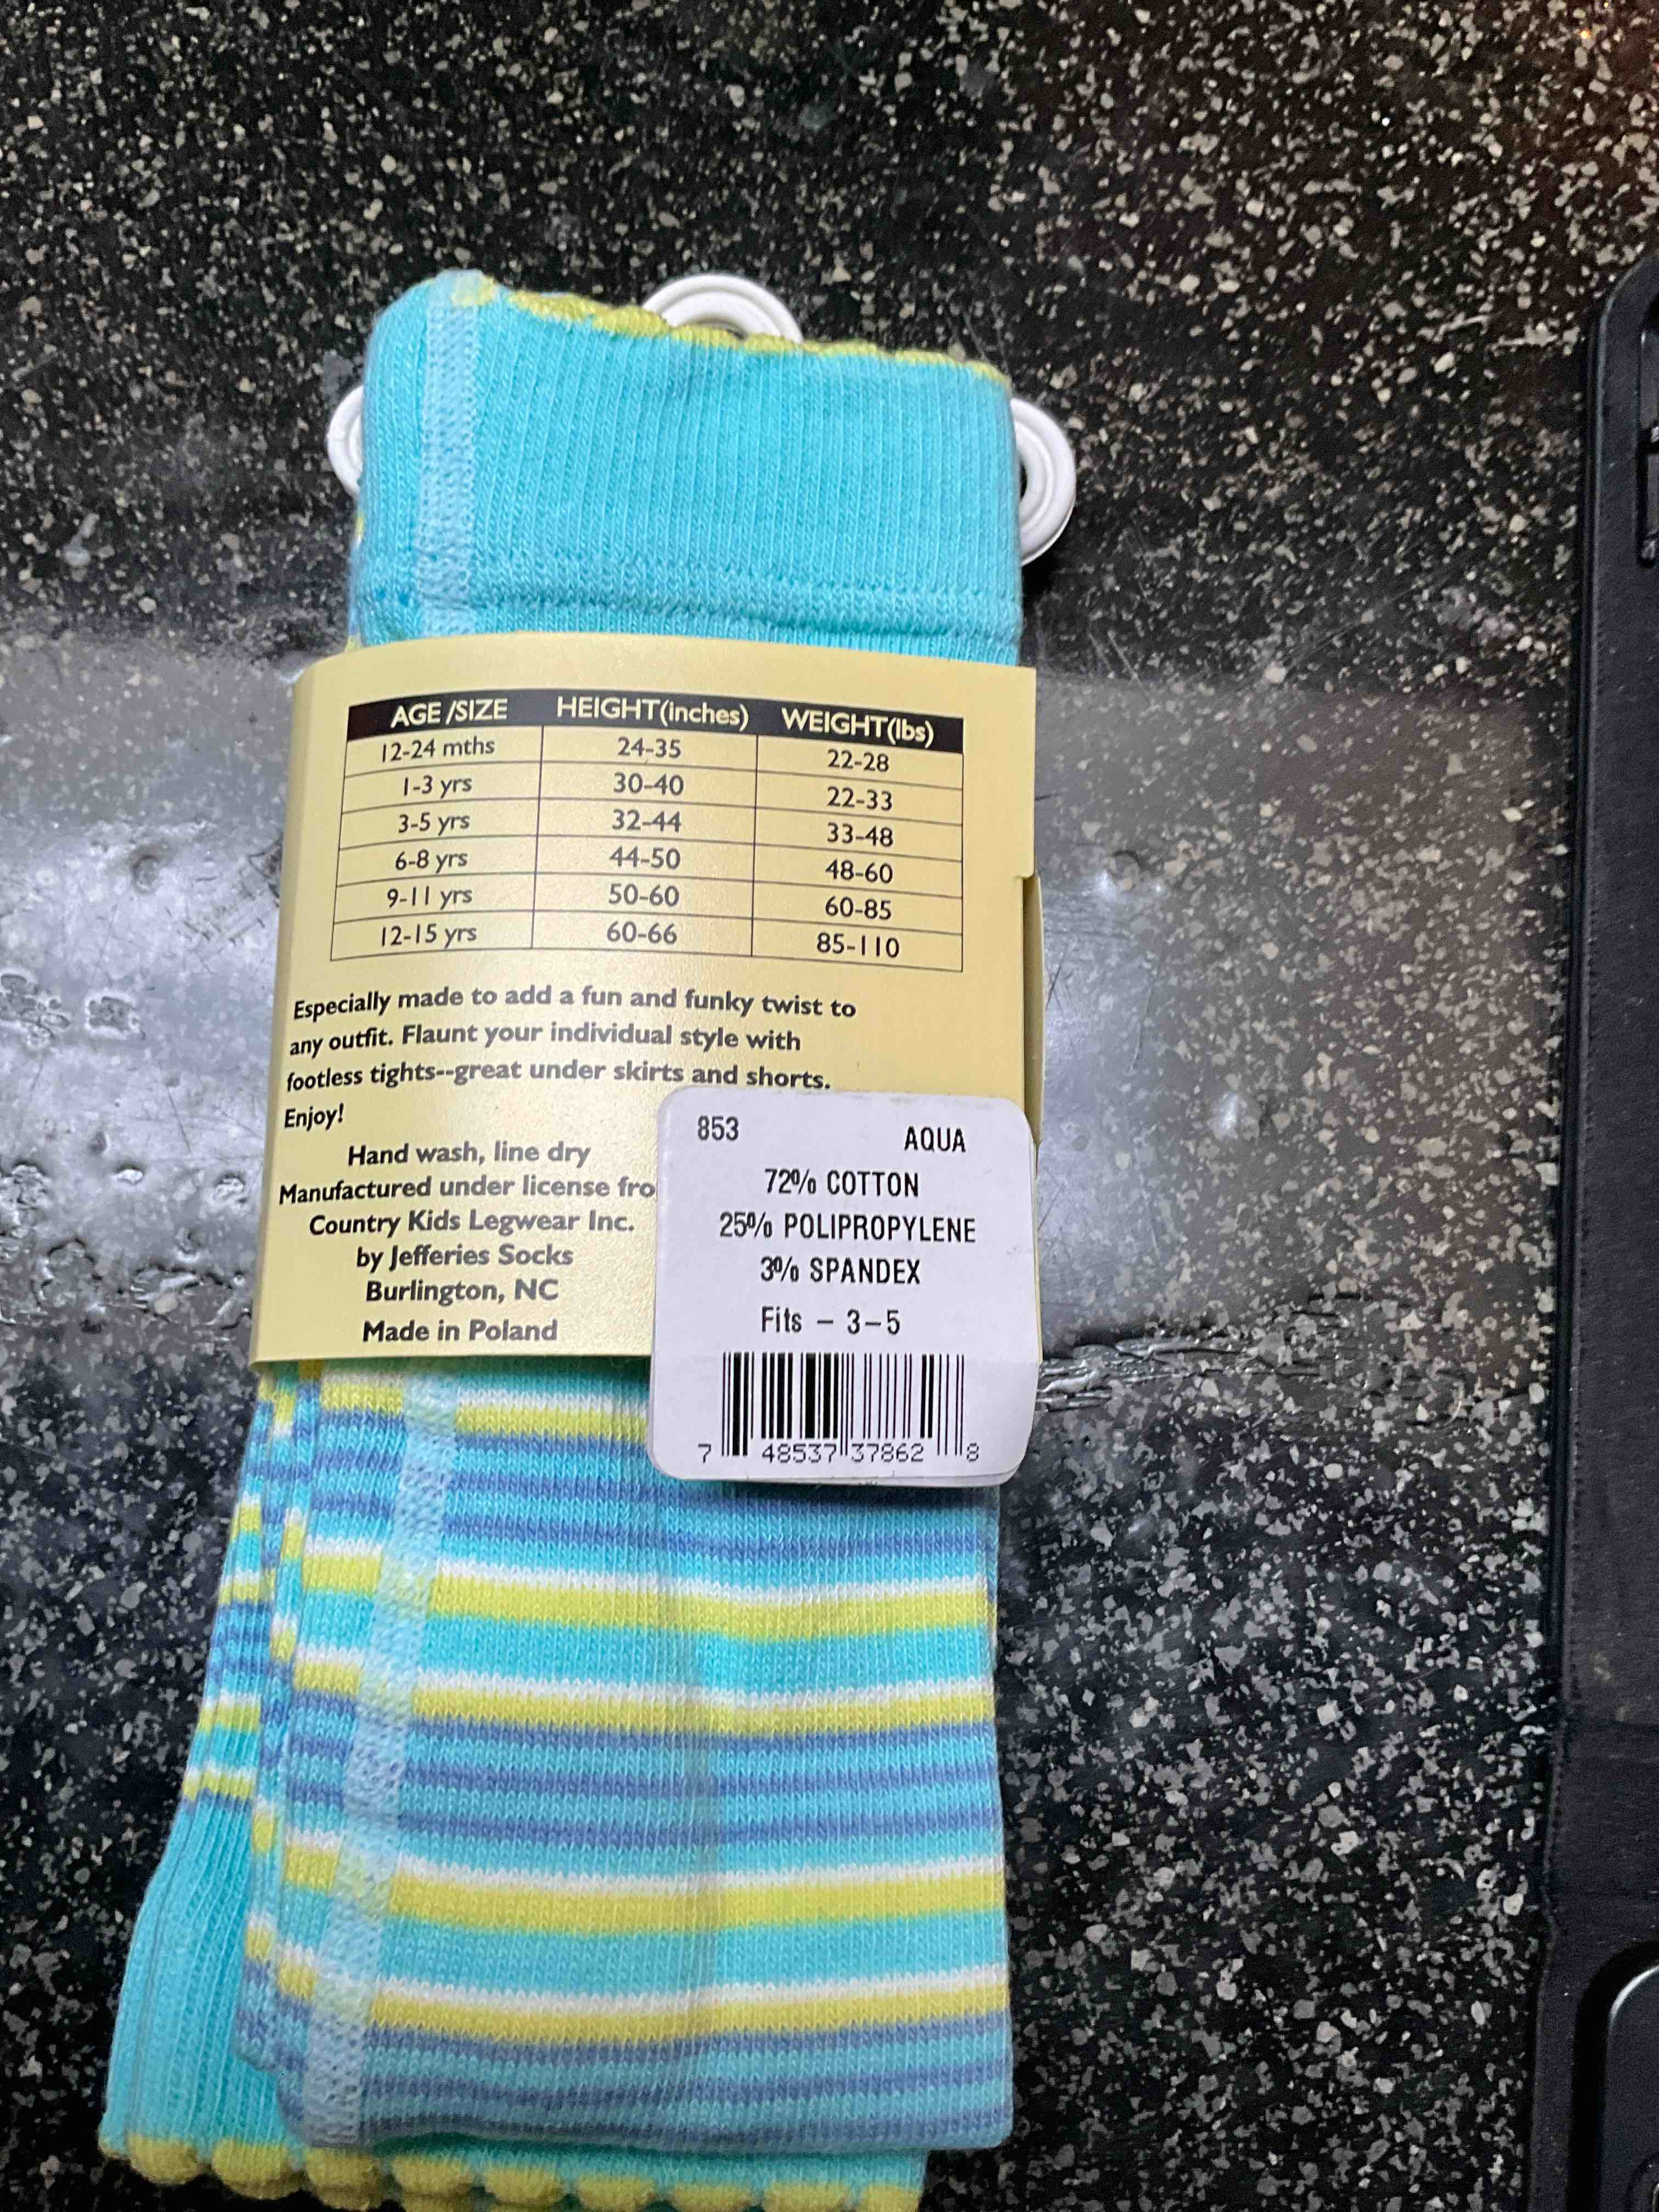 AGE /SIZE HEIGHT(inches) WEIGHT(lbs)
12-24 mths 24-35 22-28
1-3 yrs 30-40 22-33
3-5 yrs 32-44 33-48
6-8 yrs 44-50 48-60
9-11 yrs 50-60 60-85
12-15 yrs 60-66 85-110
Especially made to add a fun and funky twist to
any outfit. Flaunt your individual style with
footless tights--great under skirts and shorts.
Enjoy!
Hand wash, line dry
Manufactured under license fro
Country Kids Legwear Inc.
by Jefferies Socks
Burlington, NC
Made in Poland
853 AQUA
72% COTTON
25% POLIPROPYLENE
3% SPANDEX
Fits - 3-5
7 48537 37862 8